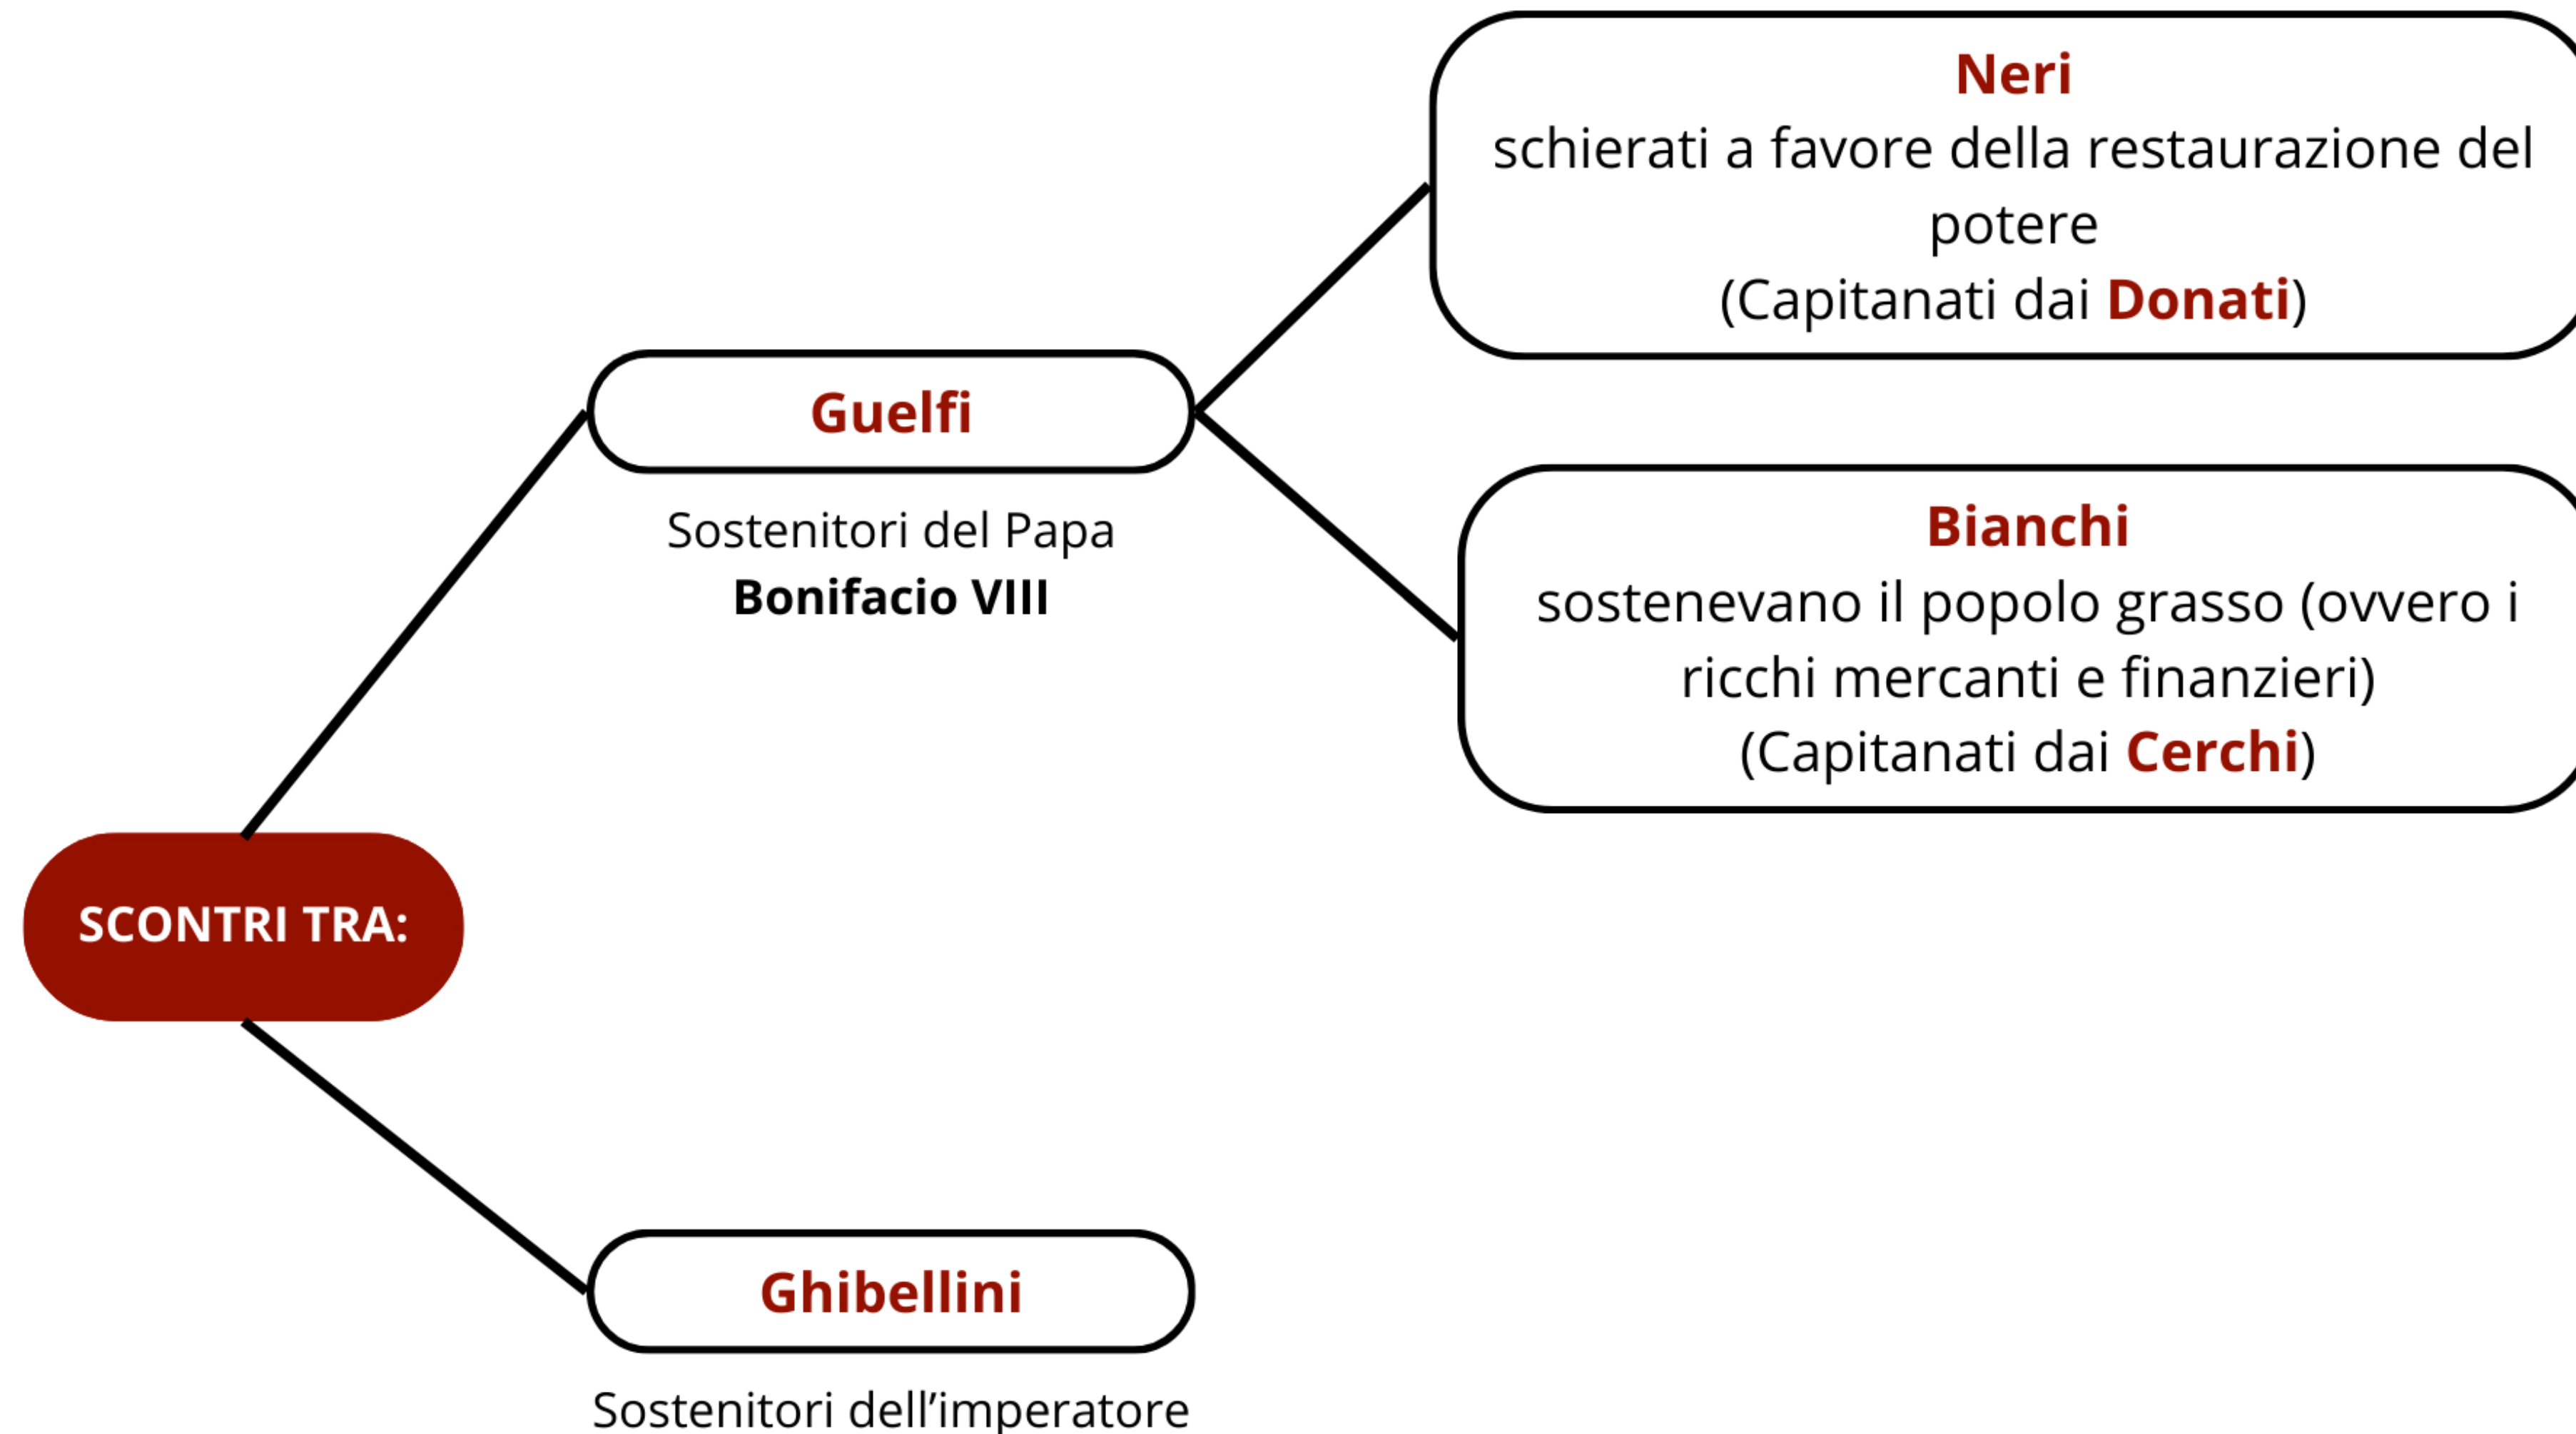 Neri
schierati a favore della restaurazione del
potere
(Capitanati dai Donati)
Guelfi
Sostenitori del Papa
Bonifacio VIII
Bianchi
sostenevano il popolo grasso (ovvero i
ricchi mercanti e finanzieri)
(Capitanati dai Cerchi)
SCONTRI TRA:
Ghibellini
Sostenitori dell’imperatore